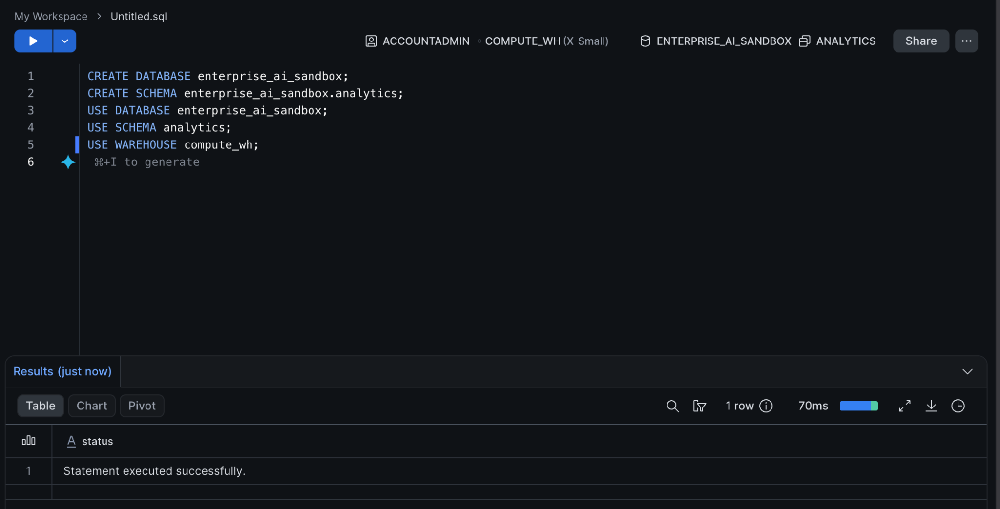 My Workspace > Untitled.sql
ACCOUNTADMIN COMPUTE_WH (X-Small) ENTERPRISE_AI_SANDBOX ANALYTICS Share ...
1 CREATE DATABASE enterprise_ai_sandbox;
2 CREATE SCHEMA enterprise_ai_sandbox.analytics;
3 USE DATABASE enterprise_ai_sandbox;
4 USE SCHEMA analytics;
5 USE WAREHOUSE compute_wh;
6 ⌘+I to generate
Results (just now)
Table Chart Pivot 1 row 70ms
A status
1 Statement executed successfully.